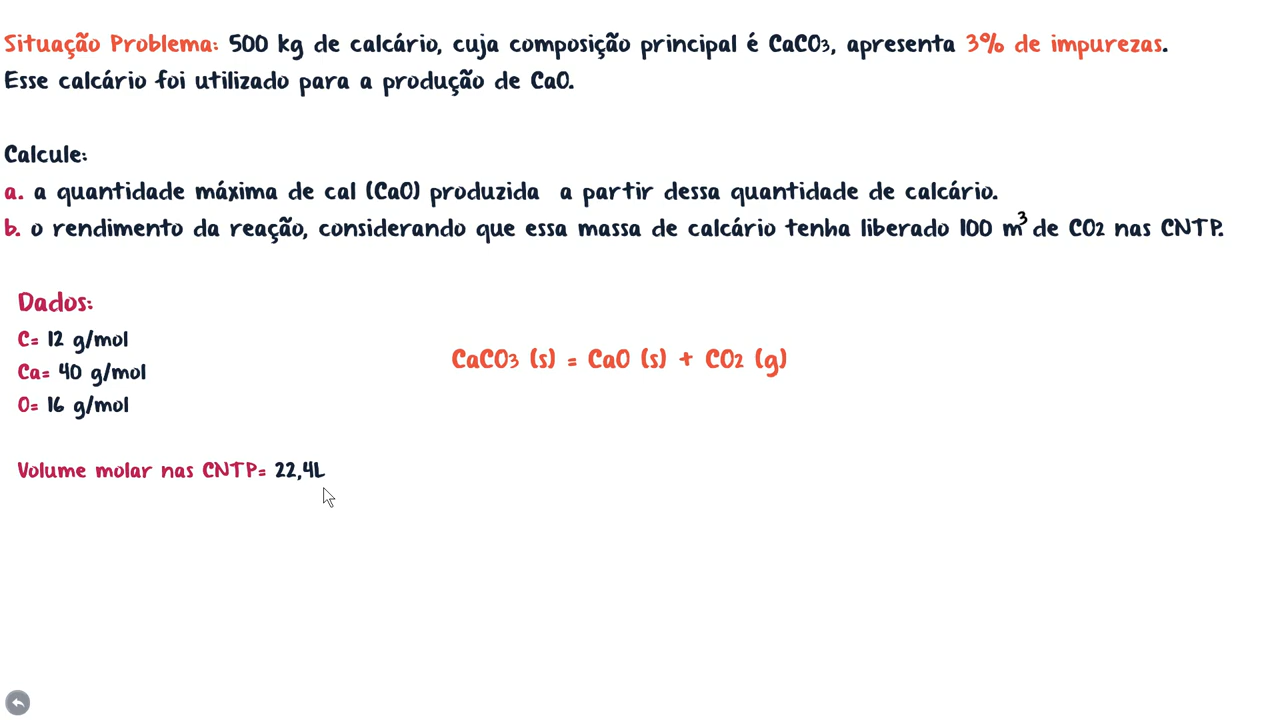 Situação Problema: 500 kg de calcário, cuja composição principal é CaCO₃, apresenta 3% de impurezas.
Esse calcário foi utilizado para a produção de CaO.
Calcule:
a. a quantidade máxima de cal (CaO) produzida a partir dessa quantidade de calcário.
b. o rendimento da reação, considerando que essa massa de calcário tenha liberado 100 m³ de CO₂ nas CNTP.
Dados:
C= 12 g/mol
Ca= 40 g/mol
O= 16 g/mol
CaCO₃ (s) = CaO (s) + CO₂ (g)
Volume molar nas CNTP= 22,4L